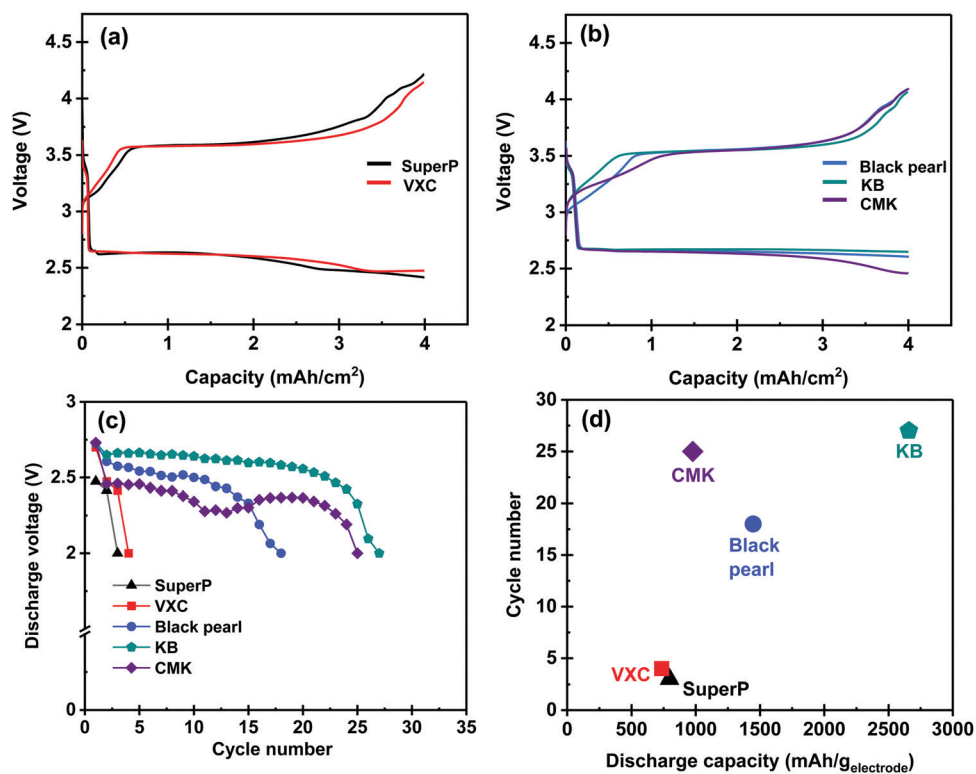 (a)
4.5
4
3.5
3
2.5
2
Voltage (V)
SuperP
VXC
0 1 2 3 4
Capacity (mAh/cm²)
(b)
4.5
4
3.5
3
2.5
2
Voltage (V)
Black pearl
KB
CMK
0 1 2 3 4
Capacity (mAh/cm²)
(c)
3
2.5
2
0
Discharge voltage (V)
SuperP
VXC
Black pearl
KB
CMK
0 5 10 15 20 25 30 35
Cycle number
(d)
30
25
20
15
10
5
0
Cycle number
KB
CMK
Black
pearl
VXC
SuperP
0 500 1000 1500 2000 2500 3000
Discharge capacity (mAh/gelectrode)